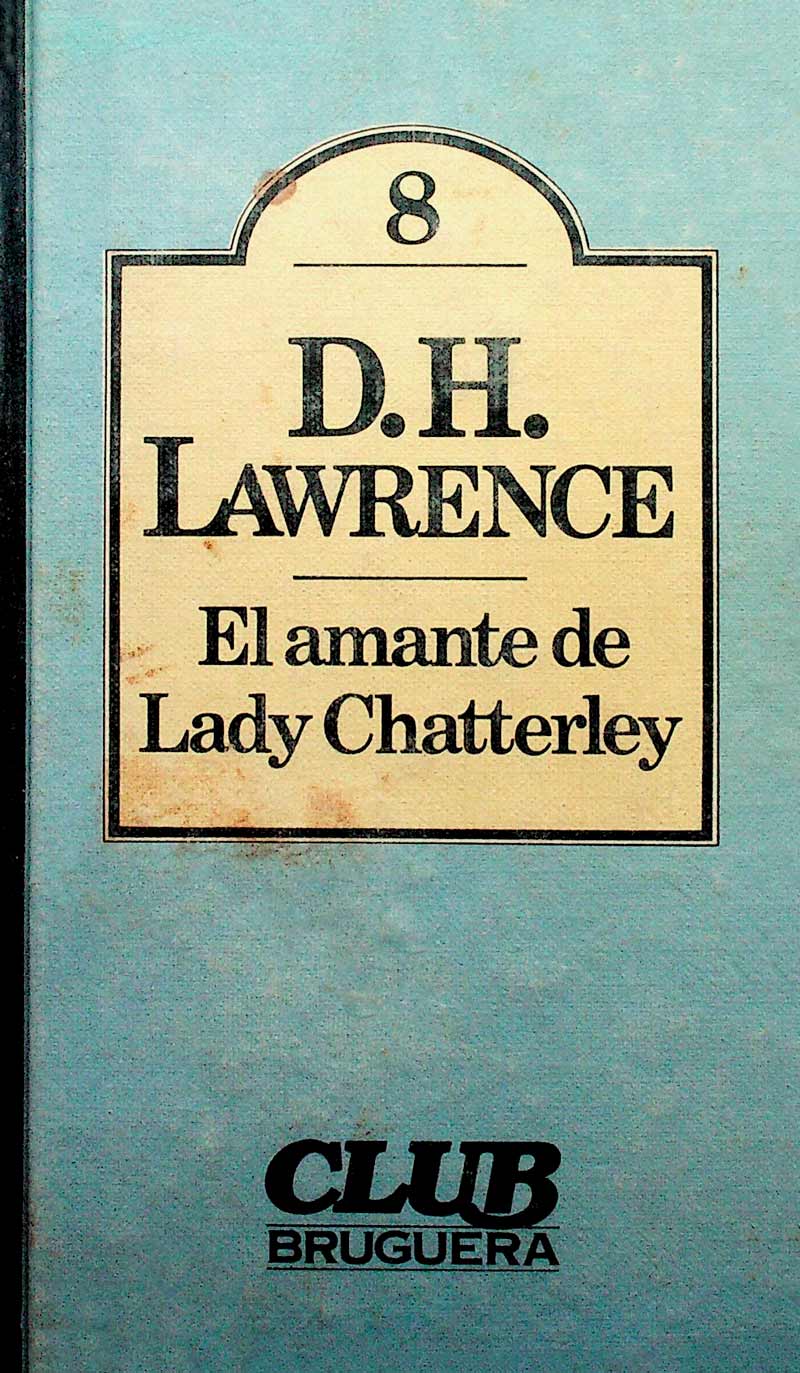 8
D.H.
LAWRENCE
El amante de
Lady Chatterley
CLUB
BRUGUERA